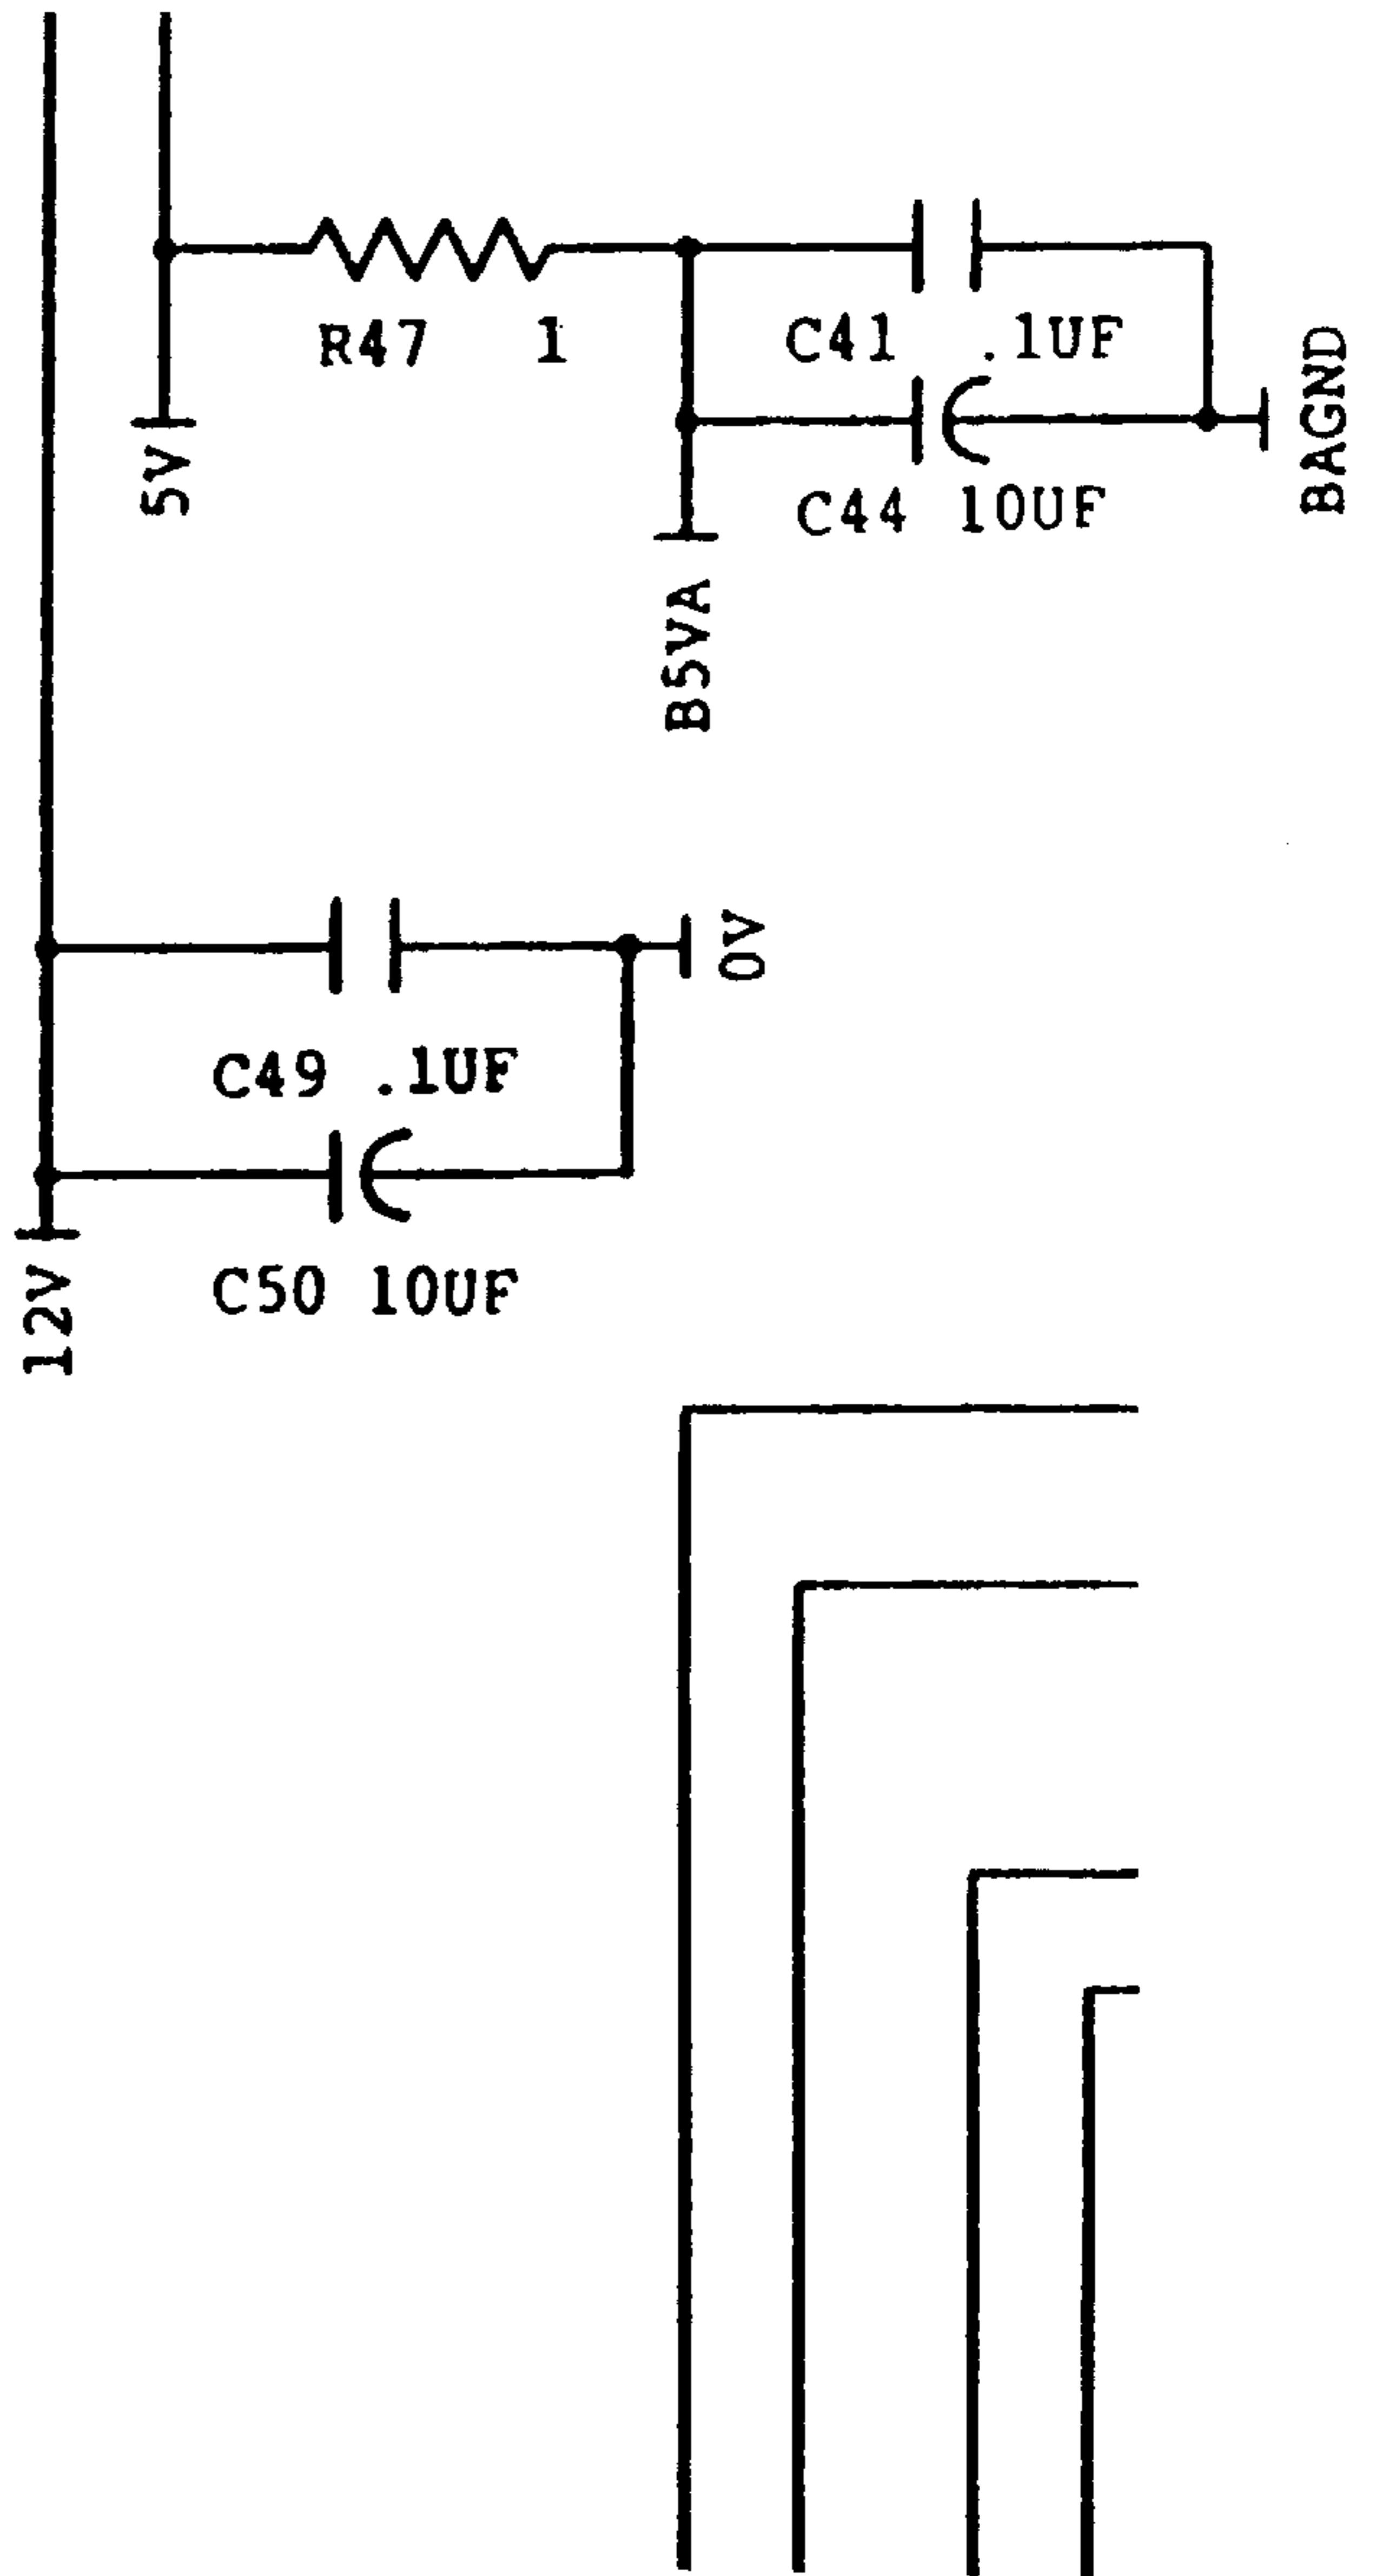 R47 1
C41 .1UF
5V
C44 10UF
BAGND
B5VA
0V
C49 .1UF
12V
C50 10UF